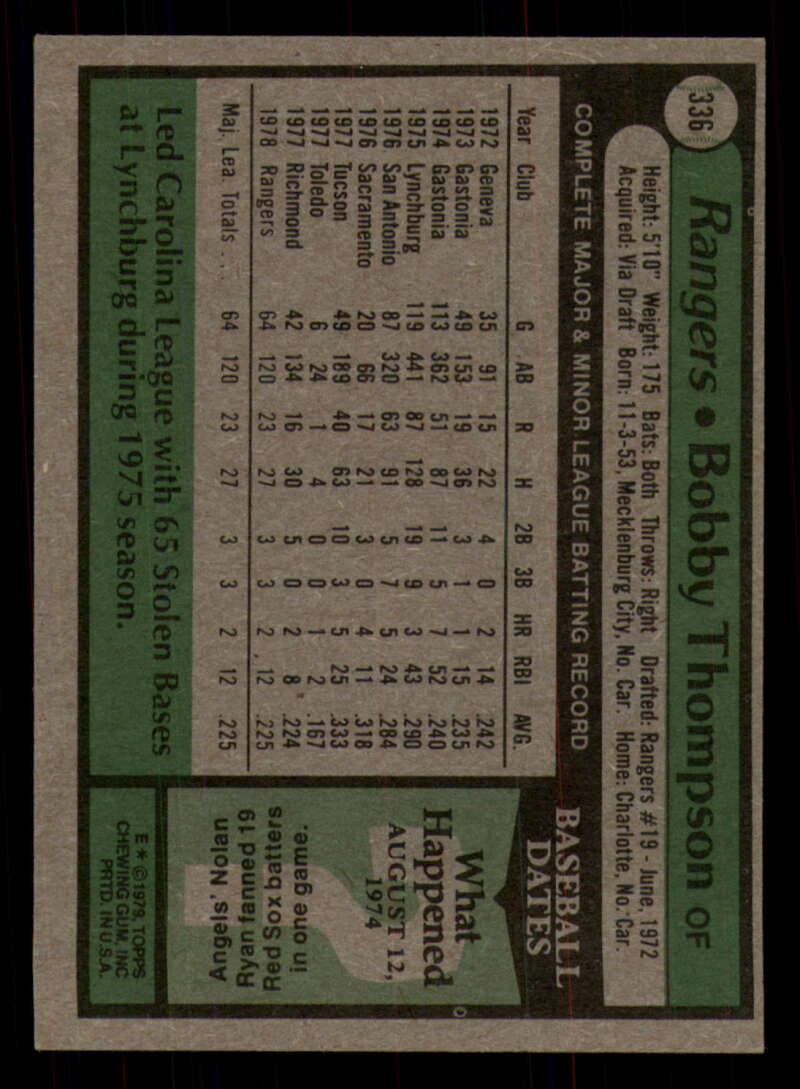 336
Rangers • Bobby Thompson OF
Height: 5'10" Weight: 175 Bats: Both Throws: Right Drafted: Rangers #19 - June, 1972
Acquired: Via Draft Born: 11-3-53, Mecklenburg City, No. Car. Home: Charlotte, No. Car.
COMPLETE MAJOR & MINOR LEAGUE BATTING RECORD
Year Club G AB R H 2B 3B HR RBI AVG.
1972 Geneva 35 91 15 22 4 0 2 14 .242
1973 Gastonia 49 153 19 36 3 1 1 15 .235
1974 Gastonia 113 362 51 87 11 5 7 52 .240
1975 Lynchburg 119 441 87 128 19 9 3 43 .290
1976 San Antonio 87 320 63 91 5 7 5 24 .284
1976 Sacramento 20 66 17 21 3 0 4 11 .318
1977 Tucson 49 189 40 63 10 3 5 25 .333
1977 Toledo 6 24 1 4 0 0 1 2 .167
1977 Richmond 42 134 16 30 5 0 2 8 .224
1978 Rangers 64 120 23 27 3 3 2 12 .225
Maj. Lea. Totals . . . 64 120 23 27 3 3 2 12 .225
Led Carolina League with 65 Stolen Bases
at Lynchburg during 1975 season.
BASEBALL
DATES
What
Happened
AUGUST 12,
1974
Angels' Nolan
Ryan fanned 19
Red Sox batters
in one game.
E* ©1979, TOPPS
CHEWING GUM, INC
PRTD. IN U.S.A.